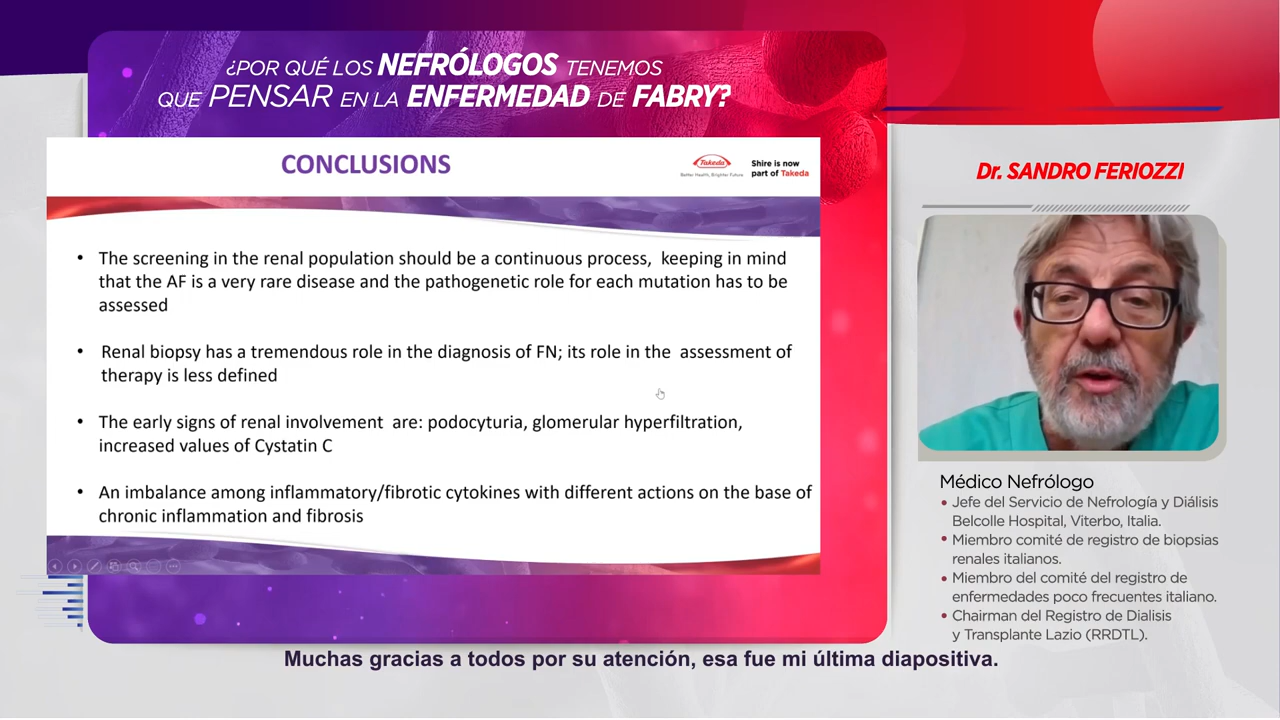 ¿POR QUÉ LOS NEFRÓLOGOS TENEMOS
QUE PENSAR EN LA ENFERMEDAD DE FABRY?
CONCLUSIONS
Takeda
Better Health, Brighter Future
Shire is now
part of Takeda
• The screening in the renal population should be a continuous process, keeping in mind
that the AF is a very rare disease and the pathogenetic role for each mutation has to be
assessed
• Renal biopsy has a tremendous role in the diagnosis of FN; its role in the assessment of
therapy is less defined
• The early signs of renal involvement are: podocyturia, glomerular hyperfiltration,
increased values of Cystatin C
• An imbalance among inflammatory/fibrotic cytokines with different actions on the base of
chronic inflammation and fibrosis
Dr. SANDRO FERIOZZI
Médico Nefrólogo
• Jefe del Servicio de Nefrología y Diálisis
Belcolle Hospital, Viterbo, Italia.
• Miembro comité de registro de biopsias
renales italianos.
• Miembro del comité del registro de
enfermedades poco frecuentes italiano.
• Chairman del Registro de Dialisis
y Transplante Lazio (RRDTL).
Muchas gracias a todos por su atención, esa fue mi última diapositiva.